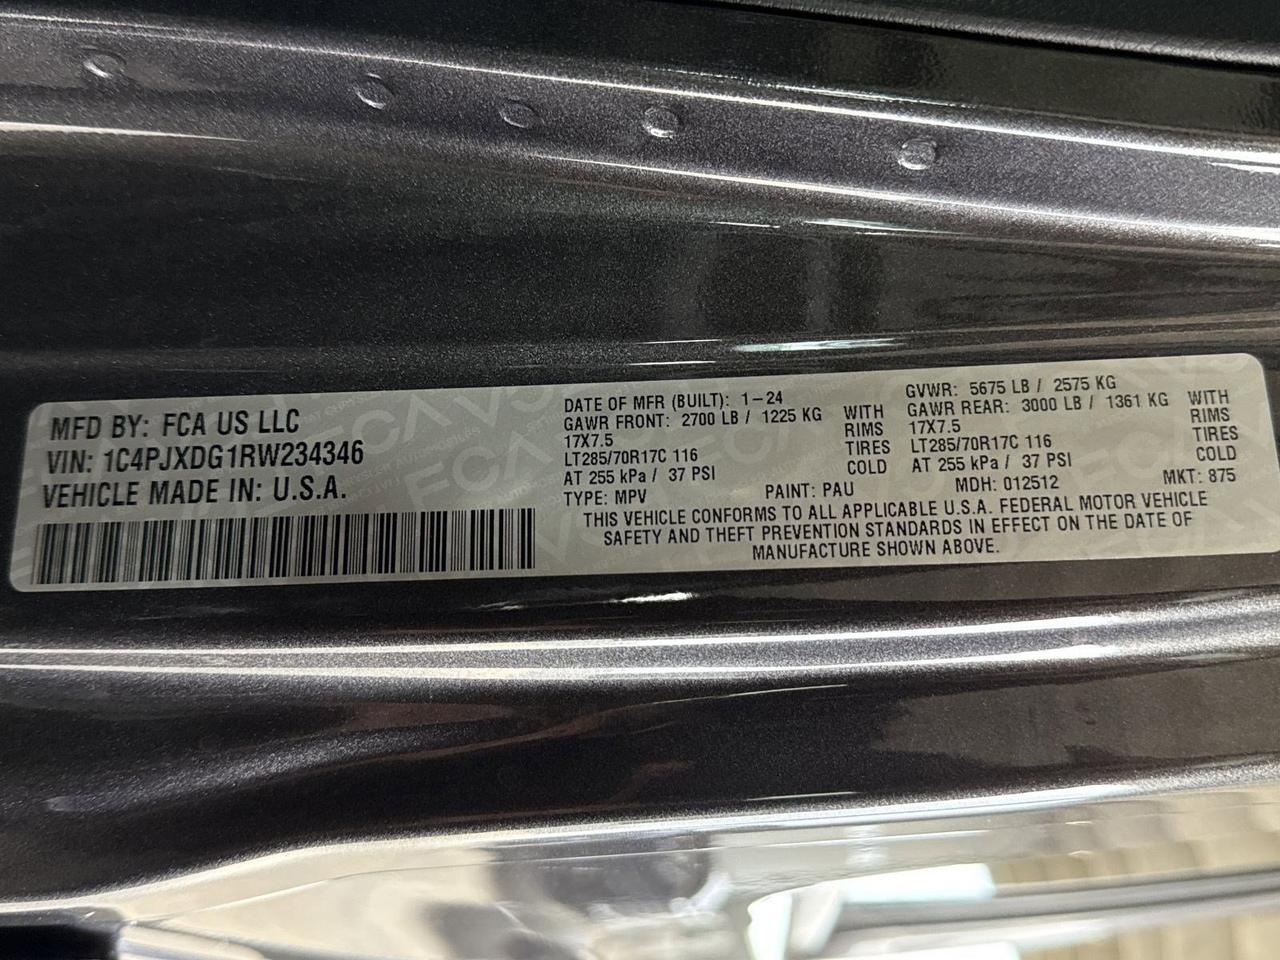 MFD BY: FCA US LLC
VIN: 1C4PJXDG1RW234346
VEHICLE MADE IN: U.S.A.
DATE OF MFR (BUILT): 1-24
GAWR FRONT: 2700 LB / 1225 KG WITH
17X7.5 RIMS
LT285/70R17C 116 TIRES
AT 255 kPa / 37 PSI COLD
GVWR: 5675 LB / 2575 KG
GAWR REAR: 3000 LB / 1361 KG WITH
17X7.5 RIMS
LT285/70R17C 116 TIRES
AT 255 kPa / 37 PSI COLD
TYPE: MPV PAINT: PAU MDH: 012512 MKT: 875
THIS VEHICLE CONFORMS TO ALL APPLICABLE U.S.A. FEDERAL MOTOR VEHICLE
SAFETY AND THEFT PREVENTION STANDARDS IN EFFECT ON THE DATE OF
MANUFACTURE SHOWN ABOVE.